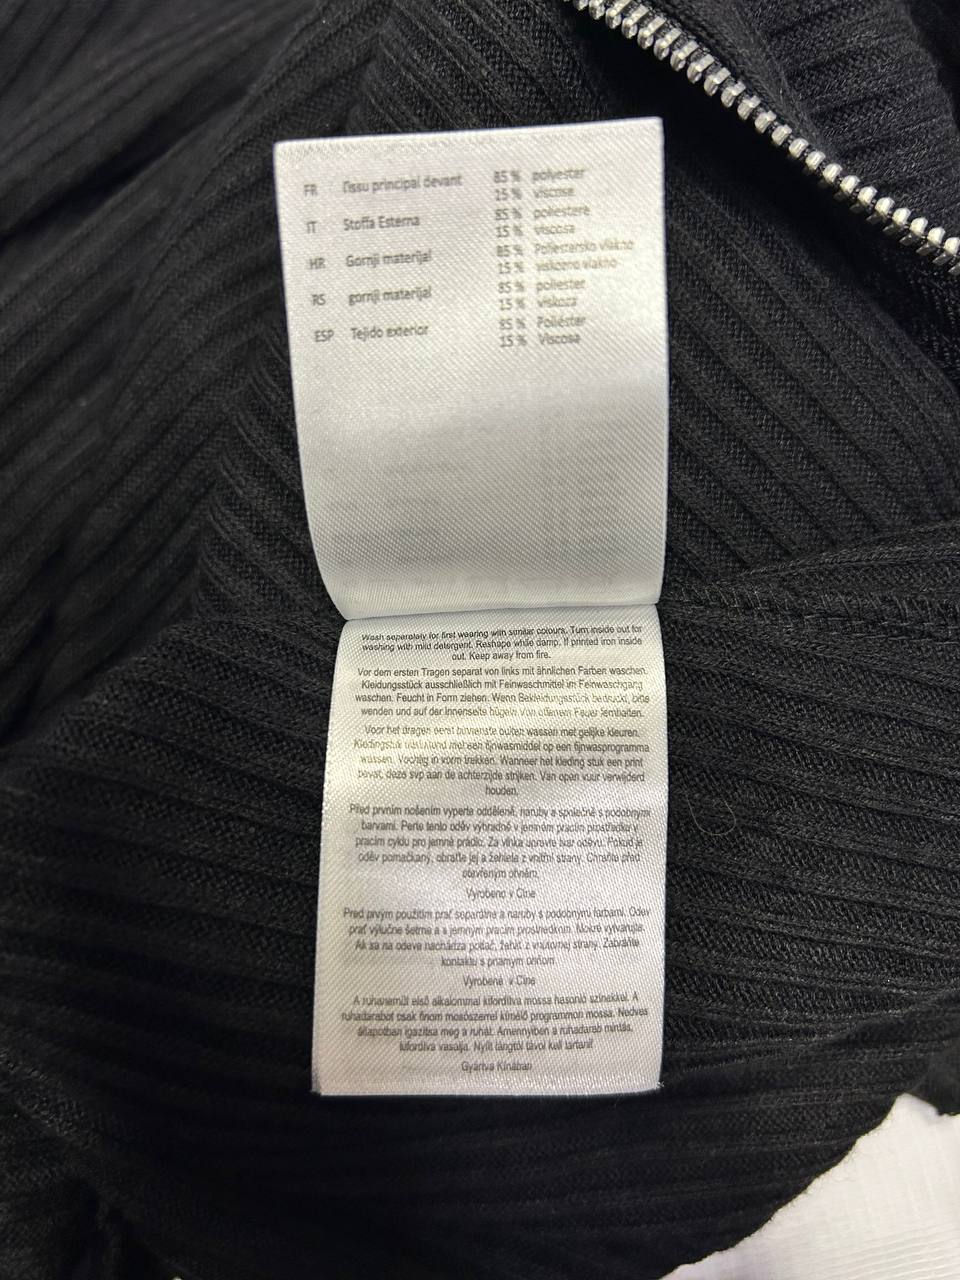 FR Tissu principal devant 85 % polyester
15 % viscose
IT Stoffa Esterna 85 % poliestere
15 % viscosa
HR Gornji materijal 85 % Poliestersko vlakno
15 % viskozno vlakno
RS gornji materijal 85 % poliester
15 % viskoza
ESP Tejido exterior 85 % Poliéster
15 % Viscosa
Wash separately for first wearing with similar colours. Turn inside out for
washing with mild detergent. Reshape while damp. If printed iron inside
out. Keep away from fire.
Vor dem ersten Tragen separat von links mit ähnlichen Farben waschen.
Kleidungsstück ausschließlich mit Feinwaschmittel im Feinwaschgang
waschen. Feucht in Form ziehen. Wenn Bekleidungsstück bedruckt, bitte
wenden und auf der Innenseite bügeln. Von offenem Feuer fernhalten.
Voor het dragen eerst binnenste buiten wassen met gelijke kleuren.
Kledingstuk uitsluitend met een fijnwasmiddel op een fijnwasprogramma
wassen. Vochtig in vorm trekken. Wanneer het kleding stuk een print
bevat, deze svp aan de achterzijde strijken. Van open vuur verwijderd
houden.
Před prvním nošením vyperte odděleně, naruby a společně s podobnými
barvami. Perte tento oděv výhradně v jemném pracím prostředku v
pracím cyklu pro jemné prádlo. Za vlhka upravte tvar oděvu. Pokud je
oděv pomačkaný, obraťte jej a žehlete z vnitřní strany. Chraňte před
otevřeným ohněm.
Vyrobeno v Číne
Pred prvým použitím prať separátne a naruby s podobnými farbami. Odev
prať výlučne šetrne a s jemným pracím prostriedkom. Mokré vytvarujte.
Ak sa na odeve nachádza potlač, žehliť z vnútornej strany. Zabráňte
kontaktu s priamym ohňom.
Vyrobené v Číne
A ruhaneműt első alkalommal kifordítva mossa hasonló színekkel. A
ruhadarabot csak finom mosószerrel kímélő programmon mossa. Nedves
állapotban igazítsa meg a ruhát. Amennyiben a ruhadarab mintás,
kifordítva vasalja. Nyílt lángtól távol kell tartani!
Gyártva Kínában